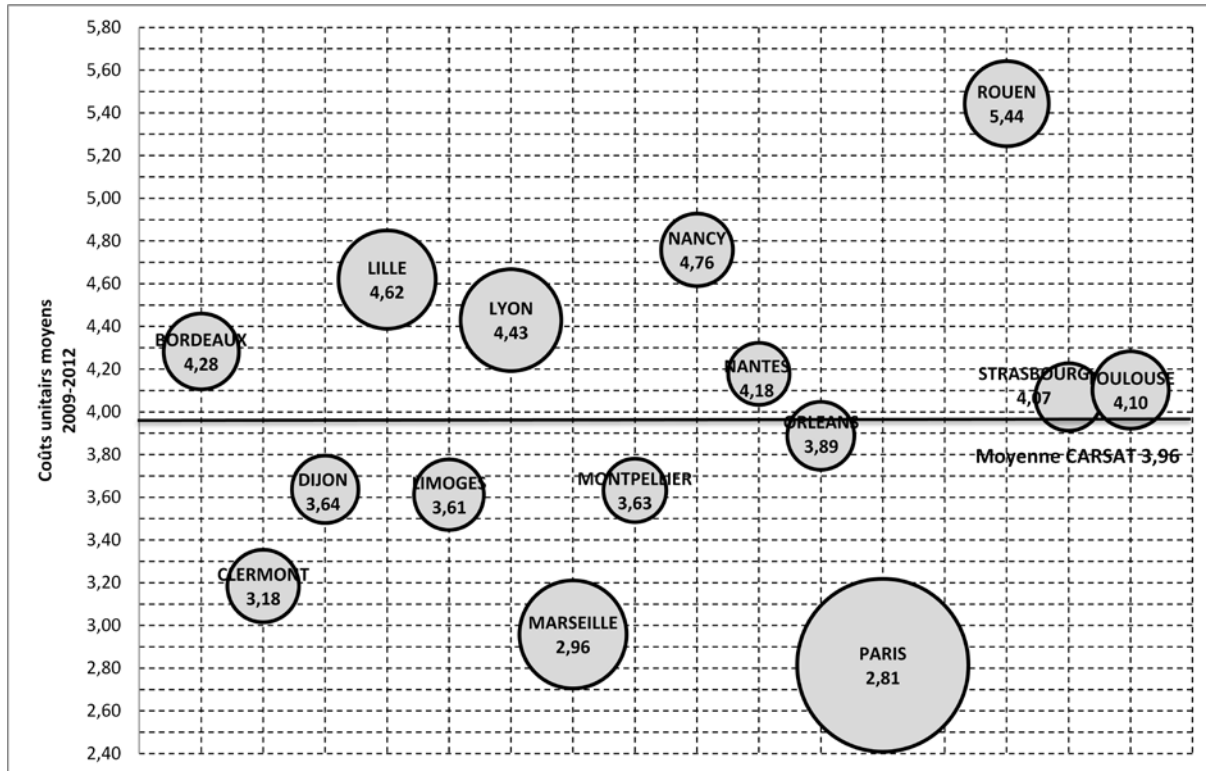 5,80
5,60
5,40
5,20
5,00
4,80
4,60
4,40
4,20
4,00
3,80
3,60
3,40
3,20
3,00
2,80
2,60
2,40
Coûts unitairs moyens
2009-2012
BORDEAUX
4,28
CLERMONT
3,18
DIJON
3,64
LILLE
4,62
LIMOGES
3,61
LYON
4,43
MARSEILLE
2,96
MONTPELLIER
3,63
NANCY
4,76
NANTES
4,18
ORLEANS
3,89
PARIS
2,81
ROUEN
5,44
STRASBOURG
4,07
TOULOUSE
4,10
Moyenne CARSAT 3,96